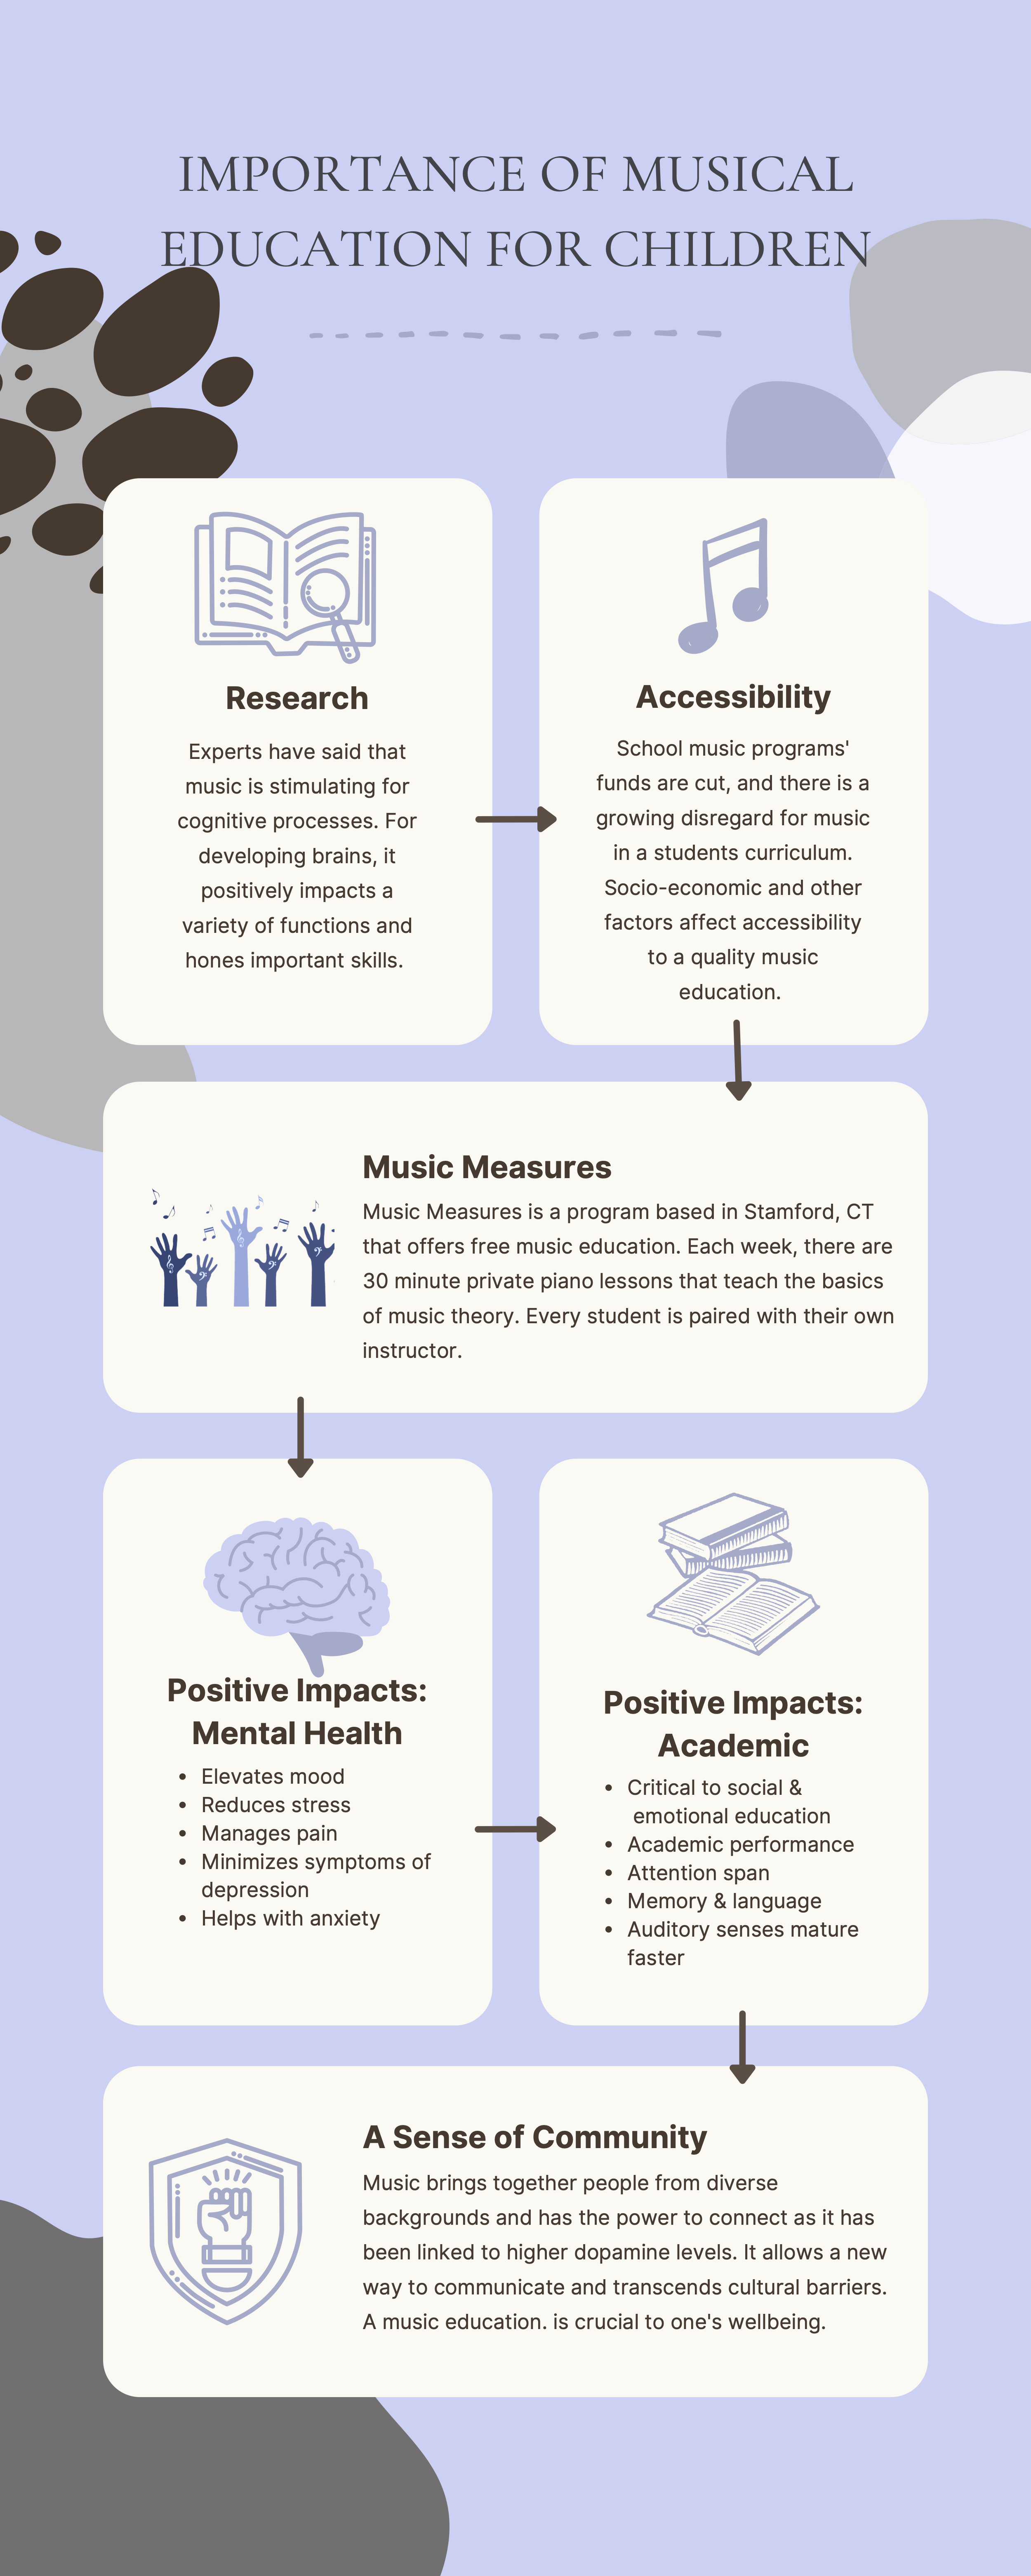 IMPORTANCE OF MUSICAL
EDUCATION FOR CHILDREN
Research
Experts have said that
music is stimulating for
cognitive processes. For
developing brains, it
positively impacts a
variety of functions and
hones important skills.
Accessibility
School music programs'
funds are cut, and there is a
growing disregard for music
in a students curriculum.
Socio-economic and other
factors affect accessibility
to a quality music
education.
Music Measures
Music Measures is a program based in Stamford, CT
that offers free music education. Each week, there are
30 minute private piano lessons that teach the basics
of music theory. Every student is paired with their own
instructor.
Positive Impacts:
Mental Health
• Elevates mood
• Reduces stress
• Manages pain
• Minimizes symptoms of
depression
• Helps with anxiety
Positive Impacts:
Academic
• Critical to social &
emotional education
• Academic performance
• Attention span
• Memory & language
• Auditory senses mature
faster
A Sense of Community
Music brings together people from diverse
backgrounds and has the power to connect as it has
been linked to higher dopamine levels. It allows a new
way to communicate and transcends cultural barriers.
A music education. is crucial to one's wellbeing.